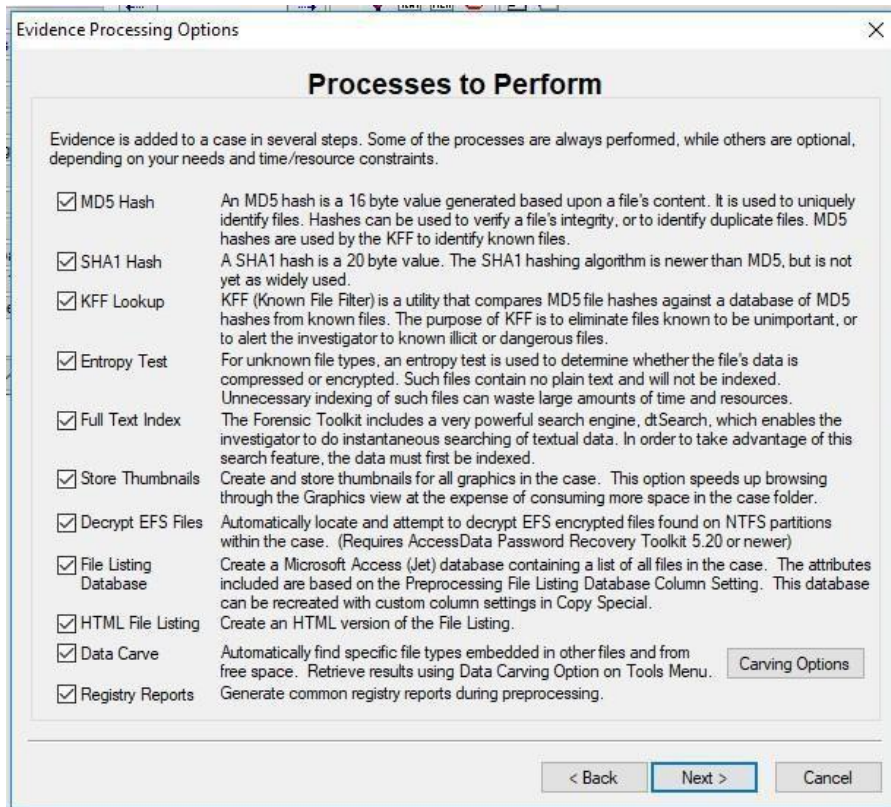 Evidence Processing Options
Processes to Perform
Evidence is added to a case in several steps. Some of the processes are always performed, while others are optional,
depending on your needs and time/resource constraints.
MD5 Hash An MD5 hash is a 16 byte value generated based upon a file's content. It is used to uniquely
identify files. Hashes can be used to verify a file's integrity, or to identify duplicate files. MD5
hashes are used by the KFF to identify known files.
SHA1 Hash A SHA1 hash is a 20 byte value. The SHA1 hashing algorithm is newer than MD5, but is not
yet as widely used.
KFF Lookup KFF (Known File Filter) is a utility that compares MD5 file hashes against a database of MD5
hashes from known files. The purpose of KFF is to eliminate files known to be unimportant, or
to alert the investigator to known illicit or dangerous files.
Entropy Test For unknown file types, an entropy test is used to determine whether the file's data is
compressed or encrypted. Such files contain no plain text and will not be indexed.
Unnecessary indexing of such files can waste large amounts of time and resources.
Full Text Index The Forensic Toolkit includes a very powerful search engine, dtSearch, which enables the
investigator to do instantaneous searching of textual data. In order to take advantage of this
search feature, the data must first be indexed.
Store Thumbnails Create and store thumbnails for all graphics in the case. This option speeds up browsing
through the Graphics view at the expense of consuming more space in the case folder.
Decrypt EFS Files Automatically locate and attempt to decrypt EFS encrypted files found on NTFS partitions
within the case. (Requires AccessData Password Recovery Toolkit 5.20 or newer)
File Listing Create a Microsoft Access (Jet) database containing a list of all files in the case. The attributes
Database included are based on the Preprocessing File Listing Database Column Setting. This database
can be recreated with custom column settings in Copy Special.
HTML File Listing Create an HTML version of the File Listing.
Data Carve Automatically find specific file types embedded in other files and from
free space. Retrieve results using Data Carving Option on Tools Menu. Carving Options
Registry Reports Generate common registry reports during preprocessing.
< Back Next > Cancel